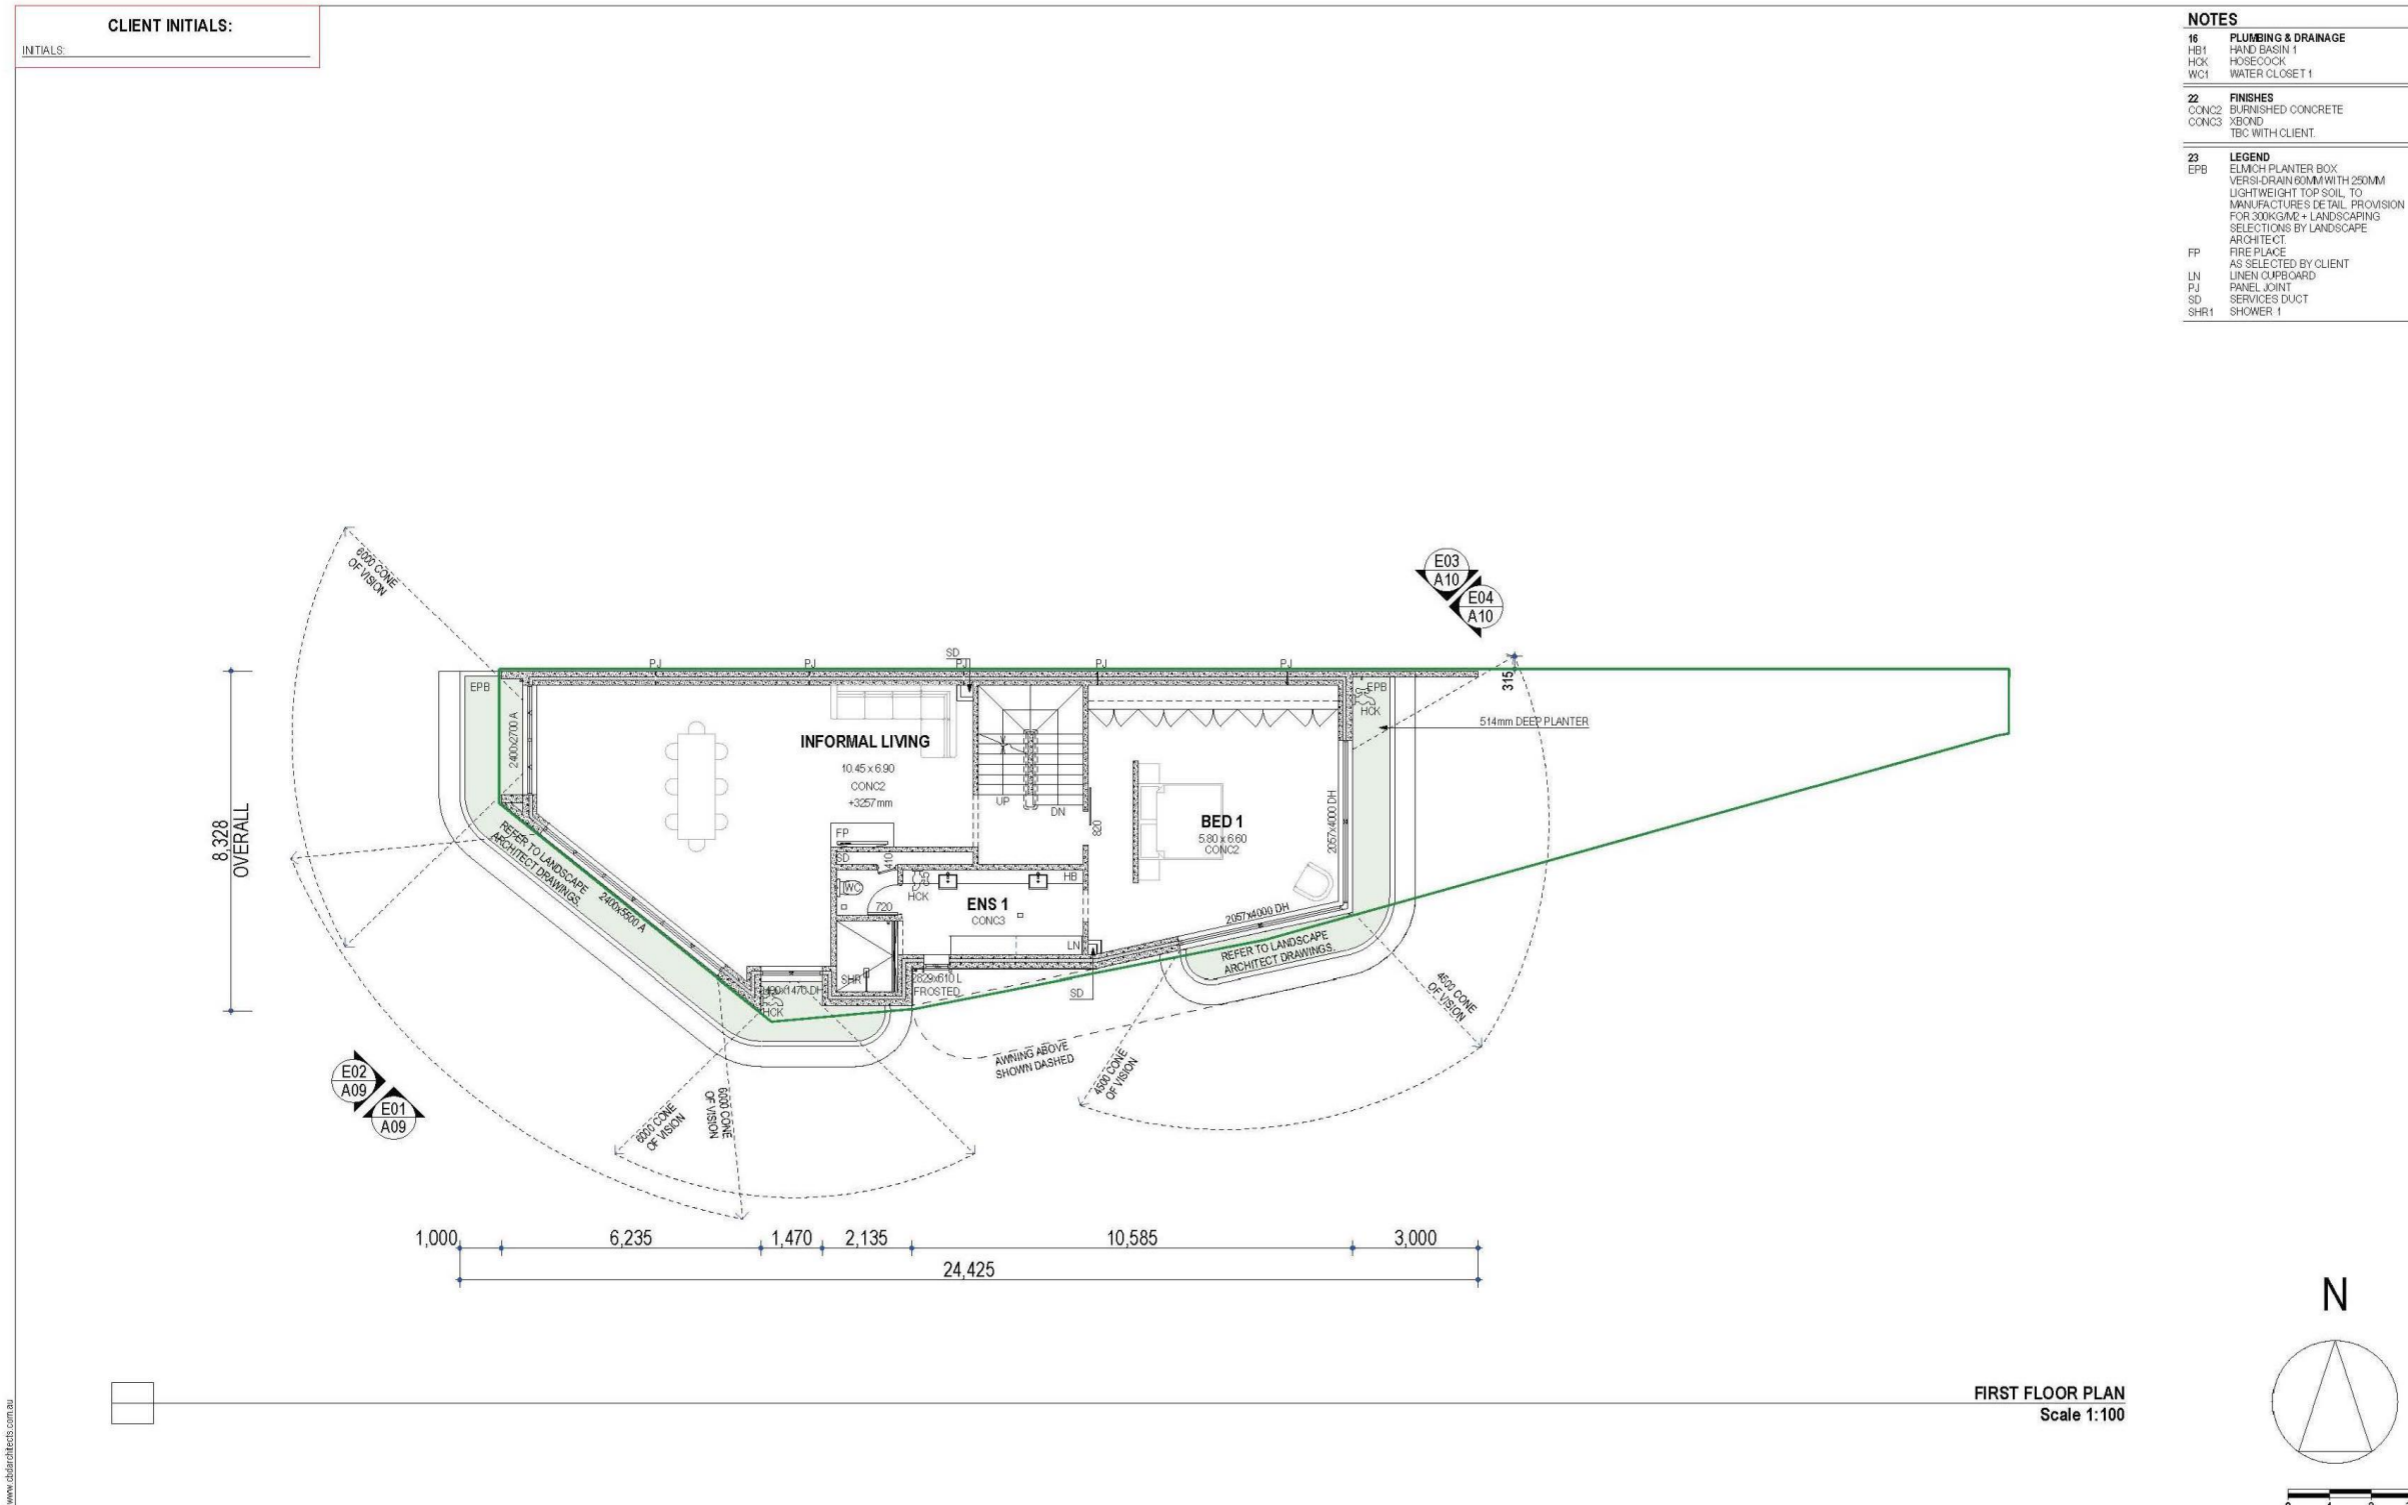 CLIENT INITIALS:
INITIALS:
NOTES
16 PLUMBING & DRAINAGE
HB1 HAND BASIN 1
HCK HOSECOCK
WC1 WATER CLOSET 1
22 FINISHES
CONC2 BURNISHED CONCRETE
CONC3 XBOND
TBC WITH CLIENT.
23 LEGEND
EPB ELMICH PLANTER BOX
VERSI-DRAIN 60MM WITH 250MM
LIGHTWEIGHT TOP SOIL, TO
MANUFACTURES DETAIL. PROVISION
FOR 300KG/M2 + LANDSCAPING
SELECTIONS BY LANDSCAPE
ARCHITECT.
FP FIRE PLACE
AS SELECTED BY CLIENT
LN LINEN CUPBOARD
PJ PANEL JOINT
SD SERVICES DUCT
SHR1 SHOWER 1
6000 CONE
OF VISION
E03
A10
E04
A10
SD
PJ
PJ
PJ
PJ
PJ
315
EPB
EPB
HCK
514mm DEEP PLANTER
2400x2700 A
INFORMAL LIVING
10.45 x 6.90
CONC2
+3257mm
UP
DN
820
BED 1
5.80 x 6.60
CONC2
2057x4000 DH
8,328
OVERALL
FP
SD
410
REFER TO LANDSCAPE
ARCHITECT DRAWINGS.
2400x5500 A
WC
HCK
HB
720
ENS 1
CONC3
LN
2057x4000 DH
REFER TO LANDSCAPE
ARCHITECT DRAWINGS.
SHR
HCK
FROSTED
SD
4500 CONE
OF VISION
AWNING ABOVE
SHOWN DASHED
4500 CONE
OF VISION
E02
A09
E01
A09
6000 CONE
OF VISION
6000 CONE
OF VISION
1,000
6,235
1,470
2,135
10,585
3,000
24,425
N
FIRST FLOOR PLAN
Scale 1:100
www.cbdarchitects.com.au